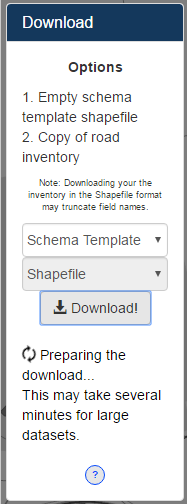 Download
Options
1. Empty schema
template shapefile
2. Copy of road
inventory
Note: Downloading your the
inventory in the Shapefile format
may truncate field names.
Schema Template
Shapefile
Download!
Preparing the
download...
This may take several
minutes for large
datasets.
?